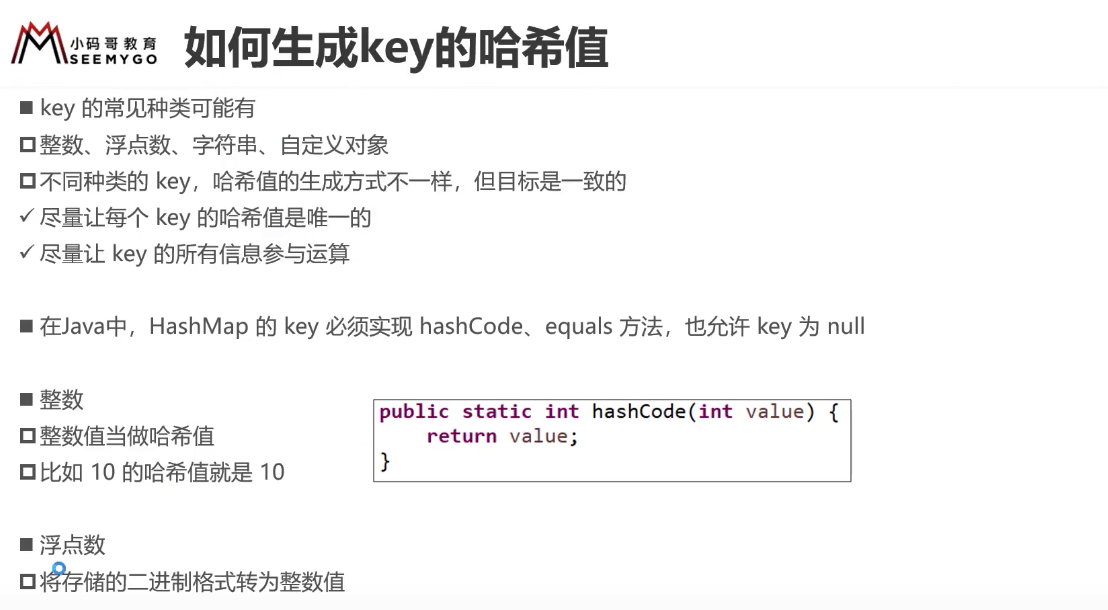 小码哥教育
SEEMYGO
如何生成key的哈希值
key 的常见种类可能有
整数、浮点数、字符串、自定义对象
不同种类的 key，哈希值的生成方式不一样，但目标是一致的
尽量让每个 key 的哈希值是唯一的
尽量让 key 的所有信息参与运算
在Java中，HashMap 的 key 必须实现 hashCode、equals 方法，也允许 key 为 null
整数
整数值当做哈希值
比如 10 的哈希值就是 10
public static int hashCode(int value) {
    return value;
}
浮点数
将存储的二进制格式转为整数值